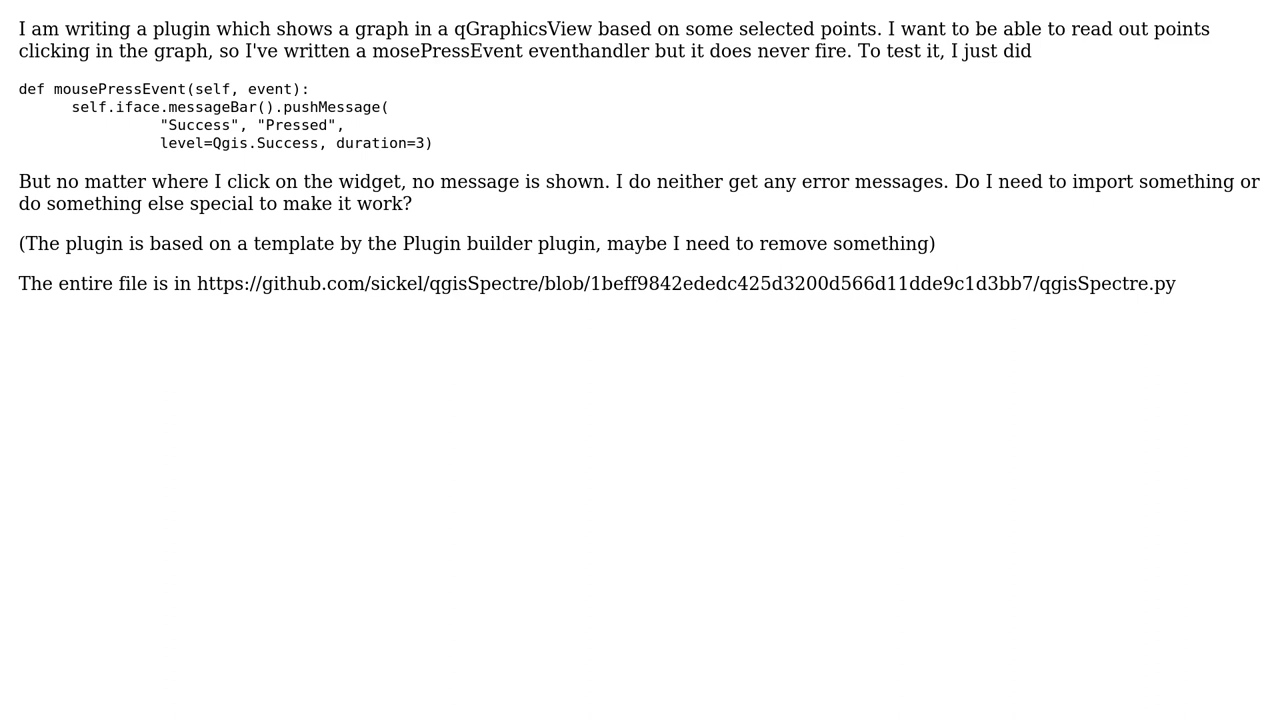 I am writing a plugin which shows a graph in a qGraphicsView based on some selected points. I want to be able to read out points
clicking in the graph, so I've written a mosePressEvent eventhandler but it does never fire. To test it, I just did
def mousePressEvent(self, event):
      self.iface.messageBar().pushMessage(
                "Success", "Pressed",
                level=Qgis.Success, duration=3)
But no matter where I click on the widget, no message is shown. I do neither get any error messages. Do I need to import something or
do something else special to make it work?
(The plugin is based on a template by the Plugin builder plugin, maybe I need to remove something)
The entire file is in https://github.com/sickel/qgisSpectre/blob/1beff9842ededc425d3200d566d11dde9c1d3bb7/qgisSpectre.py